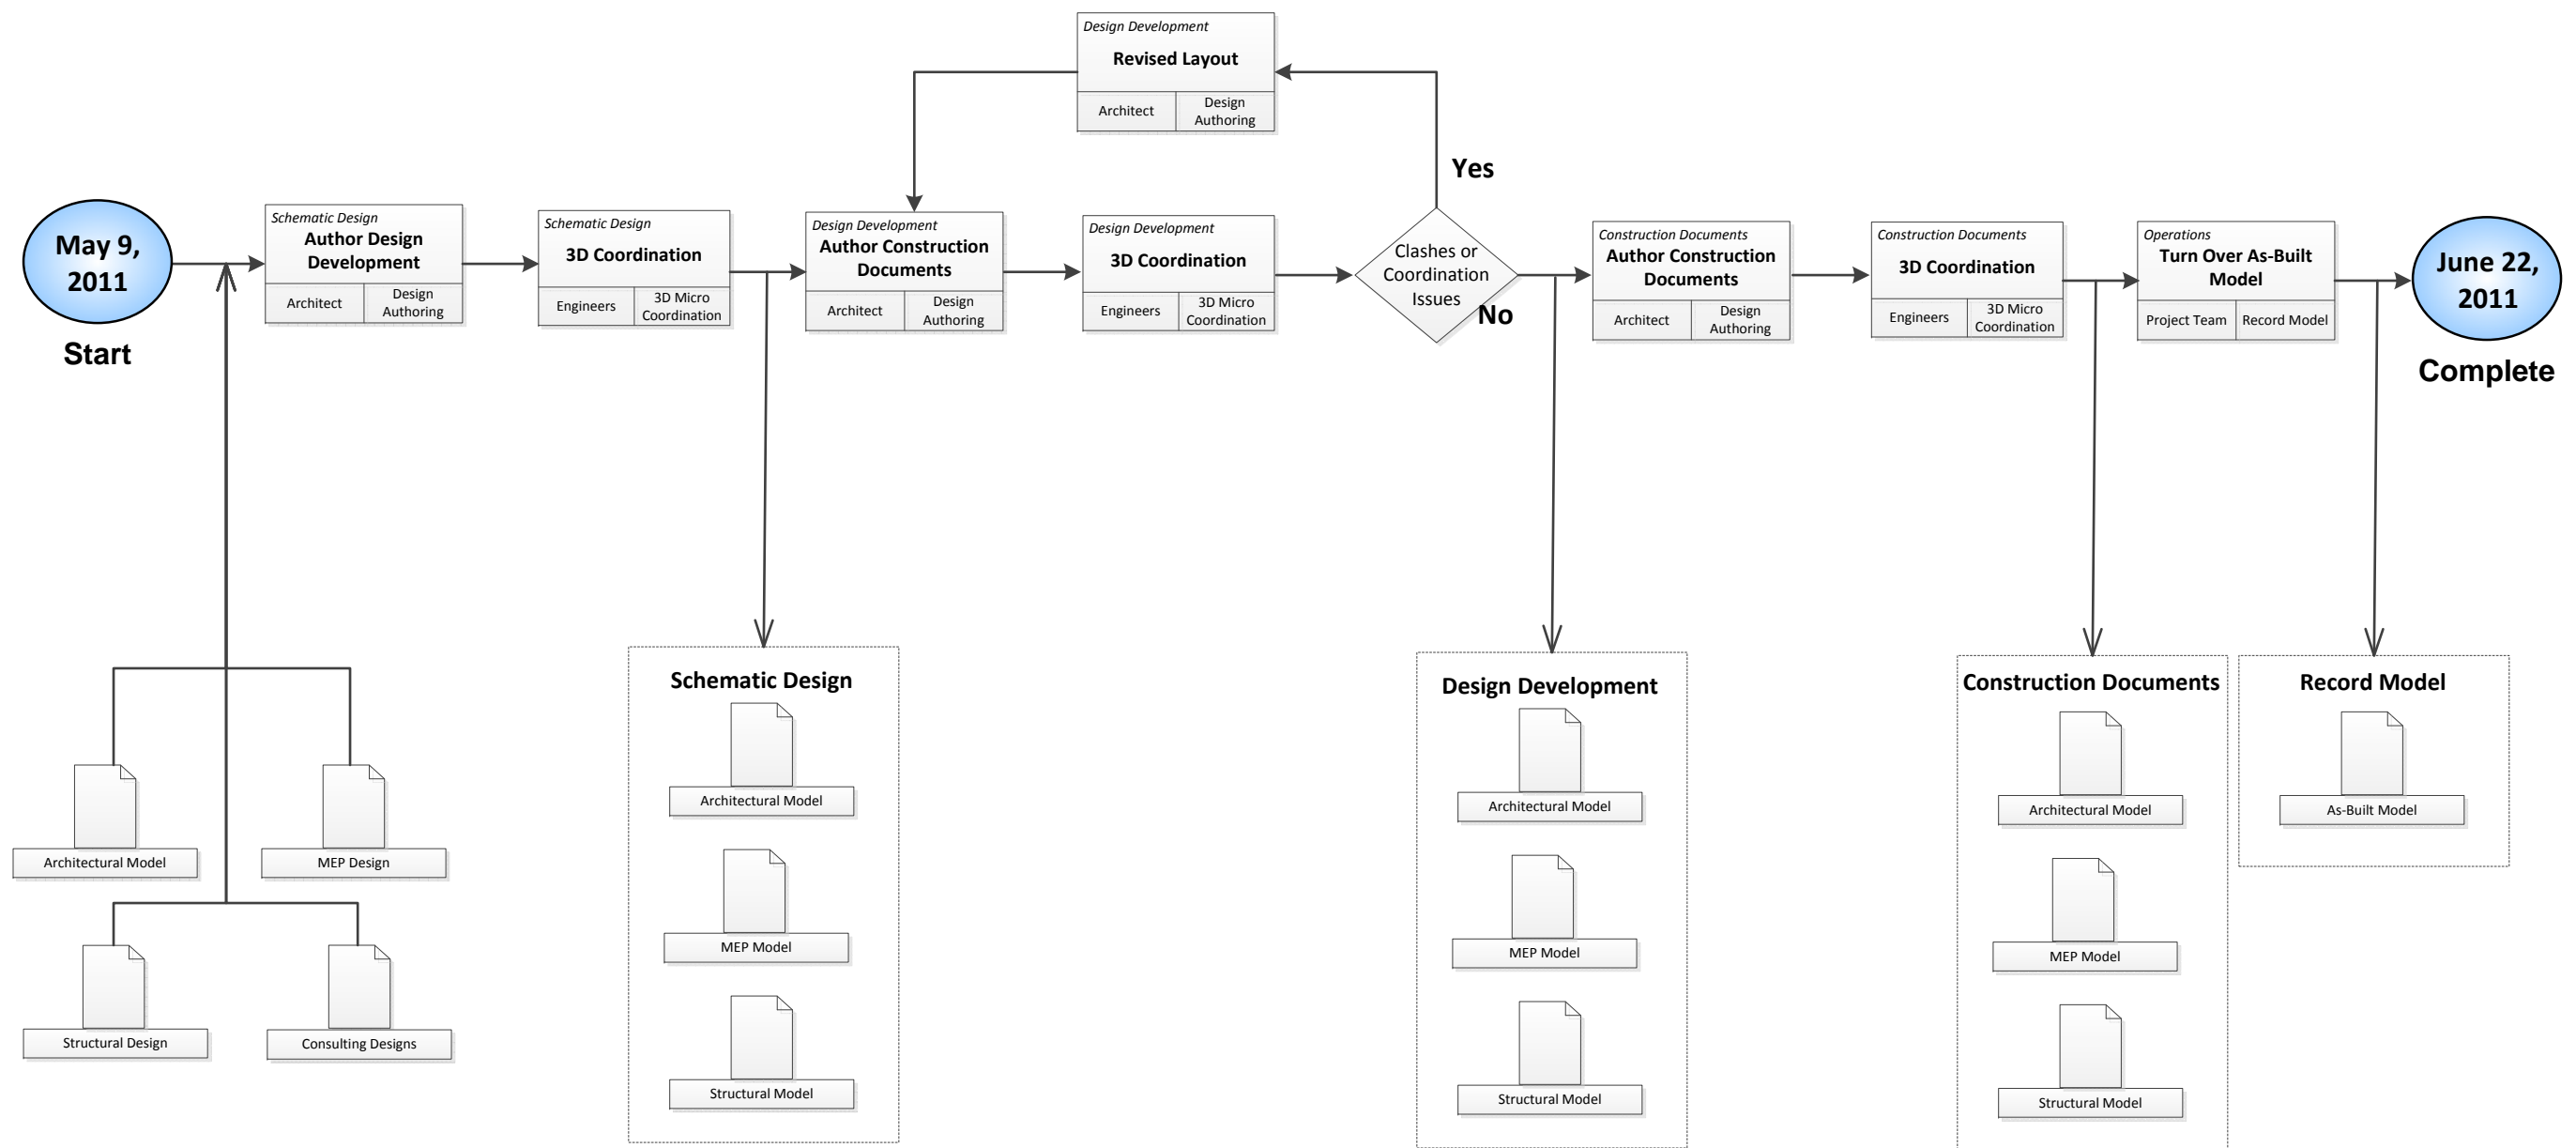 Design Development
Revised Layout
Architect
Design
Authoring
Yes
May 9,
2011
Start
Schematic Design
Author Design
Development
Architect
Design
Authoring
Schematic Design
3D Coordination
Engineers
3D Micro
Coordination
Design Development
Author Construction
Documents
Architect
Design
Authoring
Design Development
3D Coordination
Engineers
3D Micro
Coordination
Clashes or
Coordination
Issues
No
Construction Documents
Author Construction
Documents
Architect
Design
Authoring
Construction Documents
3D Coordination
Engineers
3D Micro
Coordination
Operations
Turn Over As-Built
Model
Project Team
Record Model
June 22,
2011
Complete
Architectural Model
MEP Design
Structural Design
Consulting Designs
Schematic Design
Architectural Model
MEP Model
Structural Model
Design Development
Architectural Model
MEP Model
Structural Model
Construction Documents
Architectural Model
MEP Model
Structural Model
Record Model
As-Built Model